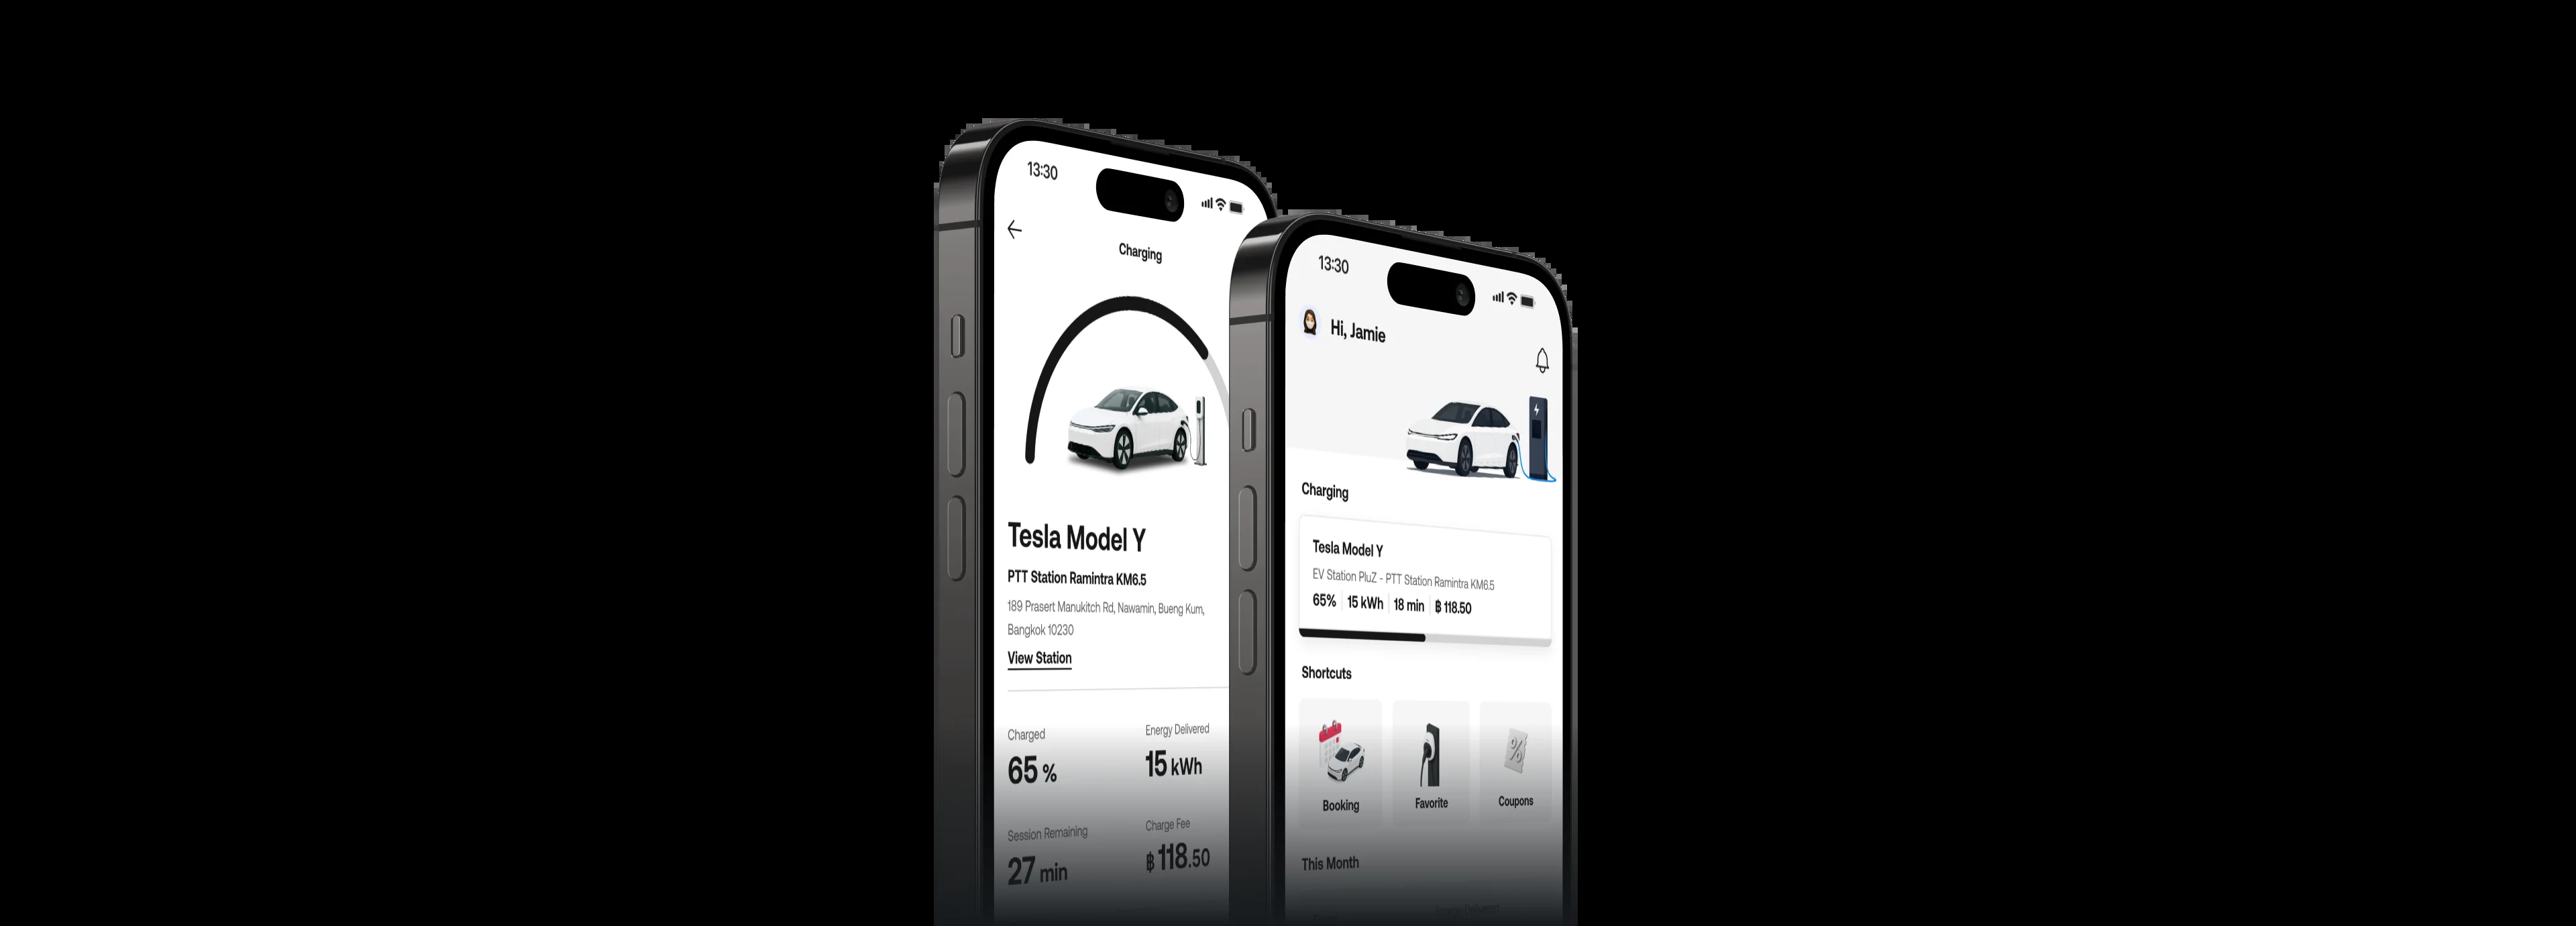 13:30
Charging
Tesla Model Y
PTT Station Ramintra KM6.5
189 Prasert Manukitch Rd, Nawamin, Bueng Kum,
Bangkok 10230
View Station
Charged
Energy Delivered
65 %
15 kWh
Session Remaining
Charge Fee
27 min
฿ 118.50
13:30
Hi, Jamie
Charging
Tesla Model Y
EV Station PluZ - PTT Station Ramintra KM6.5
65% 15 kWh 18 min ฿ 118.50
Shortcuts
%
Booking
Favorite
Coupons
This Month
Energy Delivered